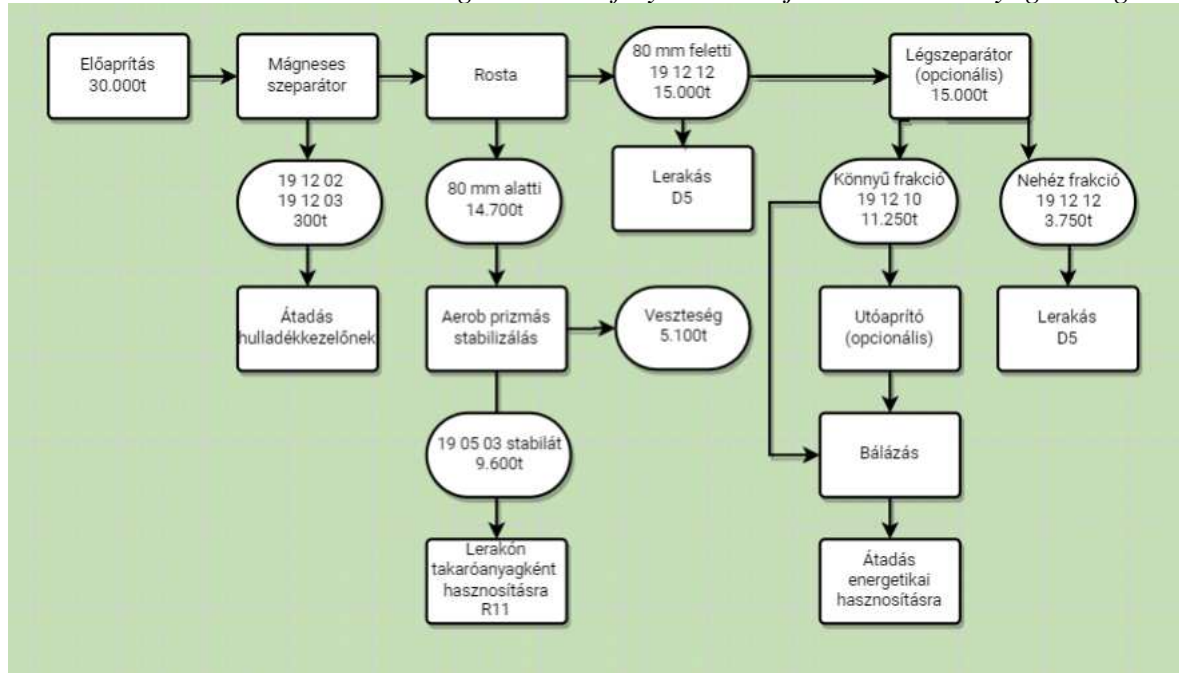 Előaprítás
30.000t
Mágneses
szeparátor
Rosta
80 mm feletti
19 12 12
15.000t
Légszeparátor
(opcionális)
15.000t
19 12 02
19 12 03
300t
80 mm alatti
14.700t
Lerakás
D5
Könnyű frakció
19 12 10
11.250t
Nehéz frakció
19 12 12
3.750t
Átadás
hulladékkezelőnek
Aerob prizmás
stabilizálás
Veszteség
5.100t
Utóaprító
(opcionális)
Lerakás
D5
19 05 03 stabilát
9.600t
Bálázás
Lerakón
takaróanyagként
hasznosításra
R11
Átadás
energetikai
hasznosításra